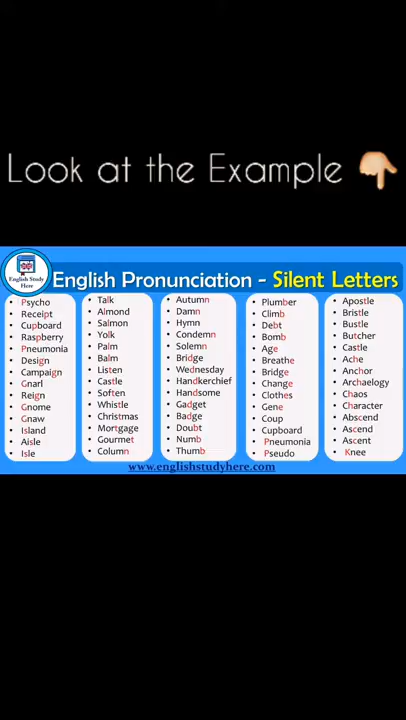 Look at the Example 👇
English Study
Here
English Pronunciation - Silent Letters
Psycho
Receipt
Cupboard
Raspberry
Pneumonia
Design
Campaign
Gnarl
Reign
Gnome
Gnaw
Island
Aisle
Isle
Talk
Almond
Salmon
Yolk
Palm
Balm
Listen
Castle
Soften
Whistle
Christmas
Mortgage
Gourmet
Column
Autumn
Damn
Hymn
Condemn
Solemn
Bridge
Wednesday
Handkerchief
Handsome
Gadget
Badge
Doubt
Numb
Thumb
Plumber
Climb
Debt
Bomb
Age
Breathe
Bridge
Change
Clothes
Gene
Coup
Cupboard
Pneumonia
Pseudo
Apostle
Bristle
Bustle
Butcher
Castle
Ache
Anchor
Archaelogy
Chaos
Character
Abscend
Ascend
Ascent
Knee
www.englishstudyhere.com